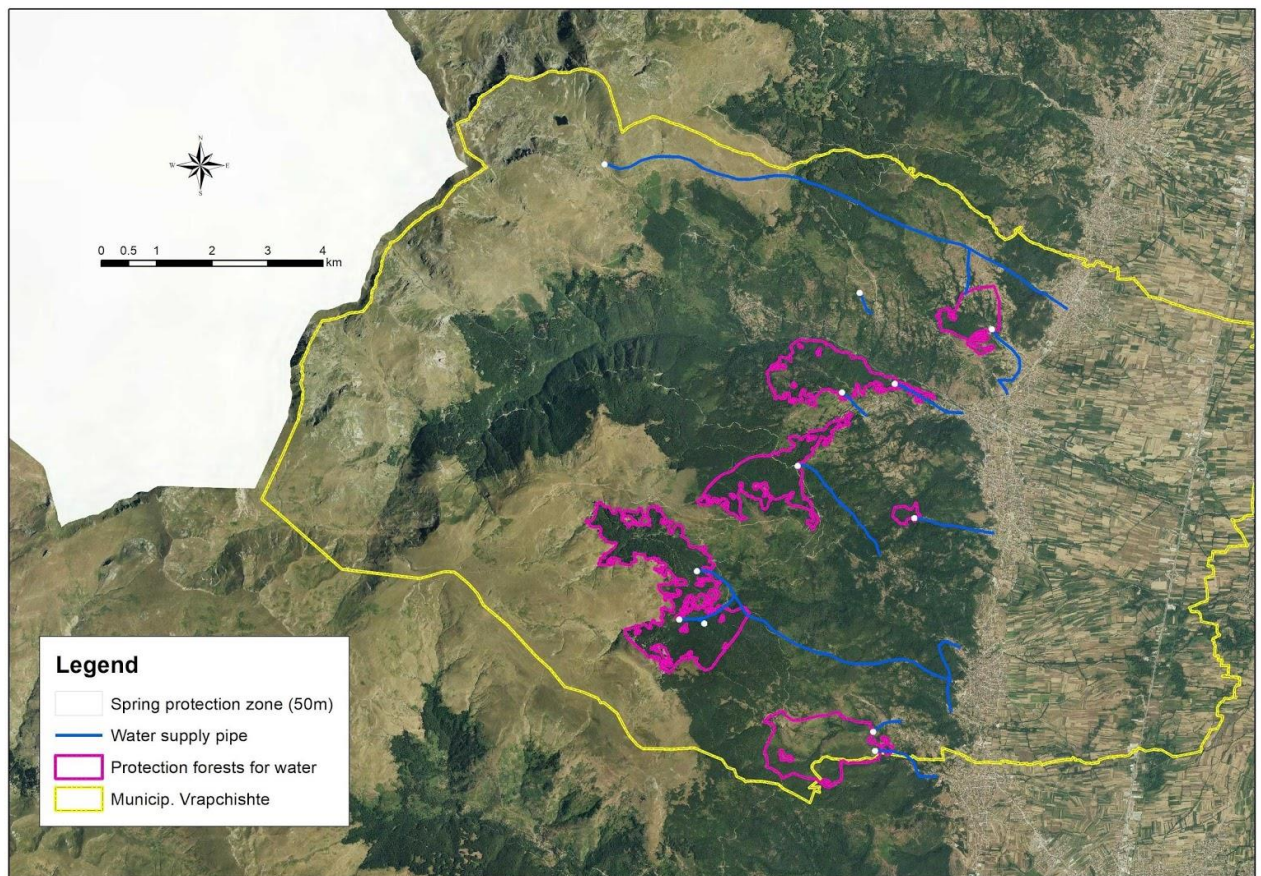 N
W E
S
0 0.5 1 2 3 4
km
Legend
Spring protection zone (50m)
Water supply pipe
Protection forests for water
Municip. Vrapchishte